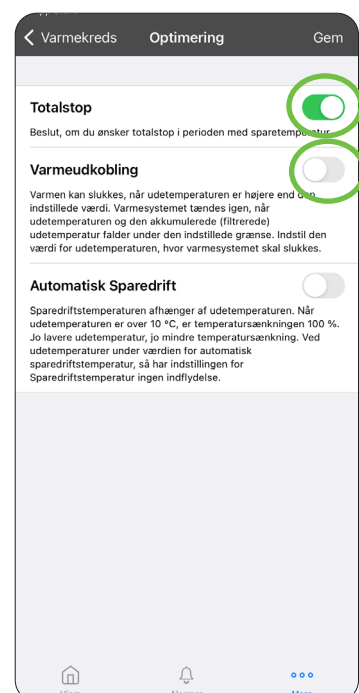 Varmekreds Optimering Gem
Totalstop
Beslut, om du ønsker totalstop i perioden med sparetemperatur
Varmeudkobling
Varmen kan slukkes, når udetemperaturen er højere end den
indstillede værdi. Varmesystemet tændes igen, når
udetemperaturen og den akkumulerede (filtrerede)
udetemperatur falder under den indstillede grænse. Indstil den
værdi for udetemperaturen, hvor varmesystemet skal slukkes.
Automatisk Sparedrift
Sparedriftstemperaturen afhænger af udetemperaturen. Når
udetemperaturen er over 10 °C, er temperatursænkningen 100 %.
Jo lavere udetemperatur, jo mindre temperatursænkning. Ved
udetemperaturer under værdien for automatisk
sparedriftstemperatur, så har indstillingen for
Sparedriftstemperatur ingen indflydelse.